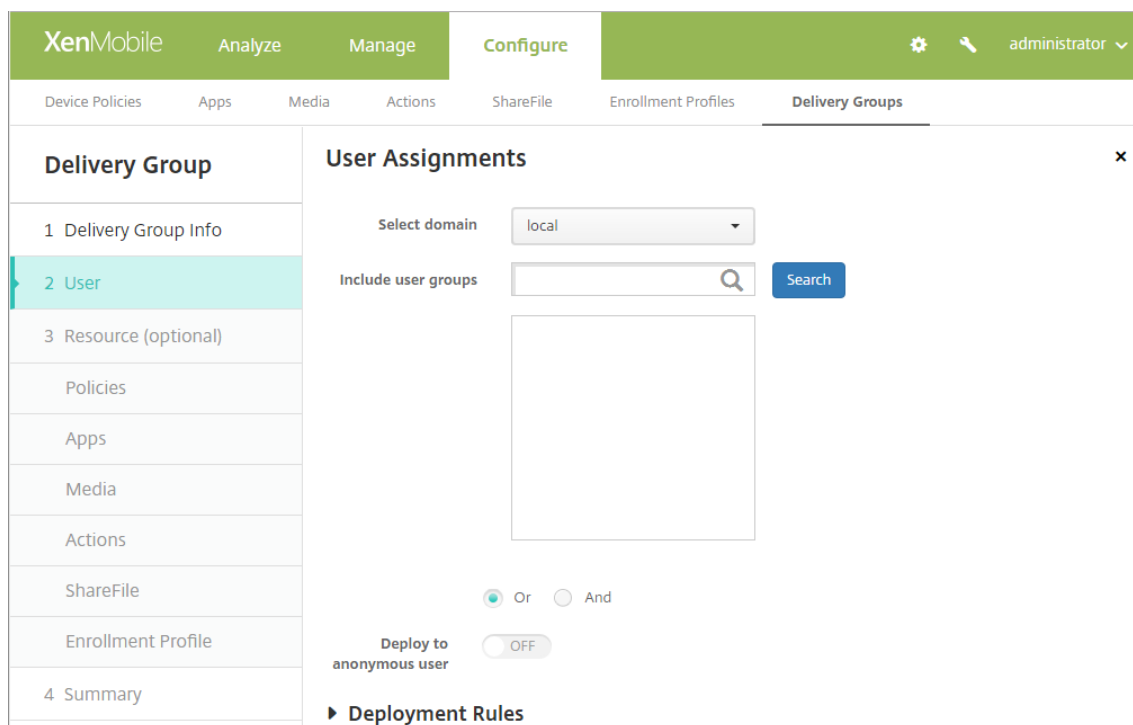 XenMobile Analyze Manage Configure administrator
Device Policies Apps Media Actions ShareFile Enrollment Profiles Delivery Groups
Delivery Group
1 Delivery Group Info
2 User
3 Resource (optional)
Policies
Apps
Media
Actions
ShareFile
Enrollment Profile
4 Summary
User Assignments
Select domain local
Include user groups Search
Or And
Deploy to
anonymous user OFF
Deployment Rules